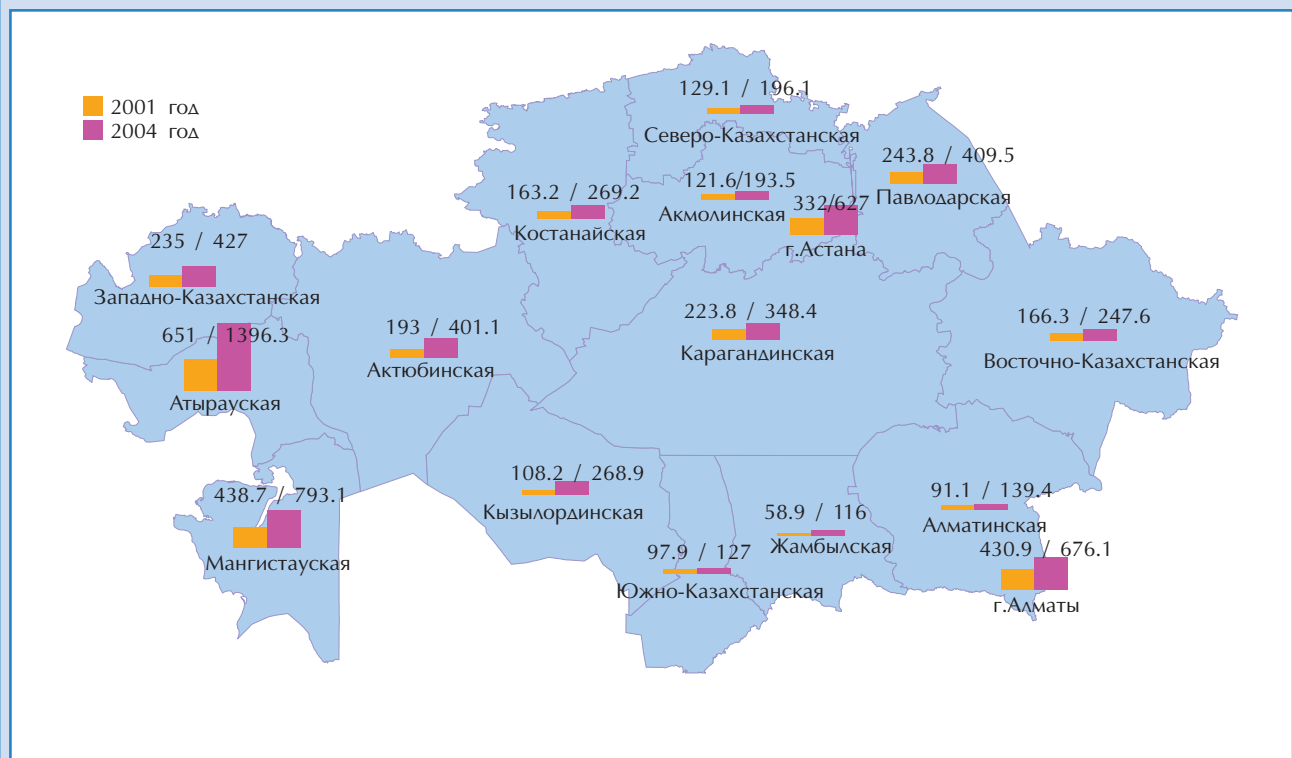 2001 год
2004 год
129.1 / 196.1
Северо-Казахстанская
243.8 / 409.5
Павлодарская
121.6/193.5
Акмолинская
163.2 / 269.2
Костанайская
332/627
г.Астана
235 / 427
Западно-Казахстанская
651 / 1396.3
Атырауская
193 / 401.1
Актюбинская
223.8 / 348.4
Карагандинская
166.3 / 247.6
Восточно-Казахстанская
438.7 / 793.1
Мангистауская
108.2 / 268.9
Кызылординская
91.1 / 139.4
Алматинская
58.9 / 116
Жамбылская
97.9 / 127
Южно-Казахстанская
430.9 / 676.1
г.Алматы